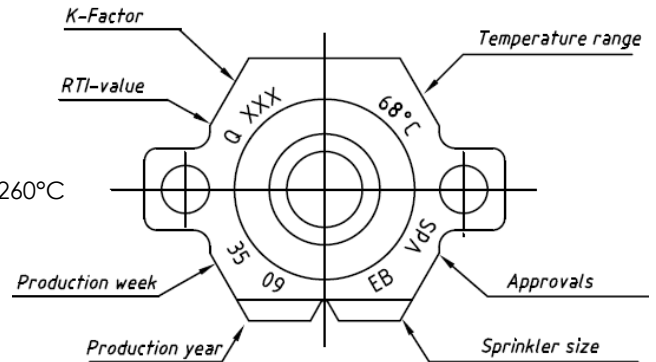 K-Factor
Temperature range
RTI-value
Q XXX
68°C
260°C
35
09
EB
VdS
Production week
Approvals
Production year
Sprinkler size